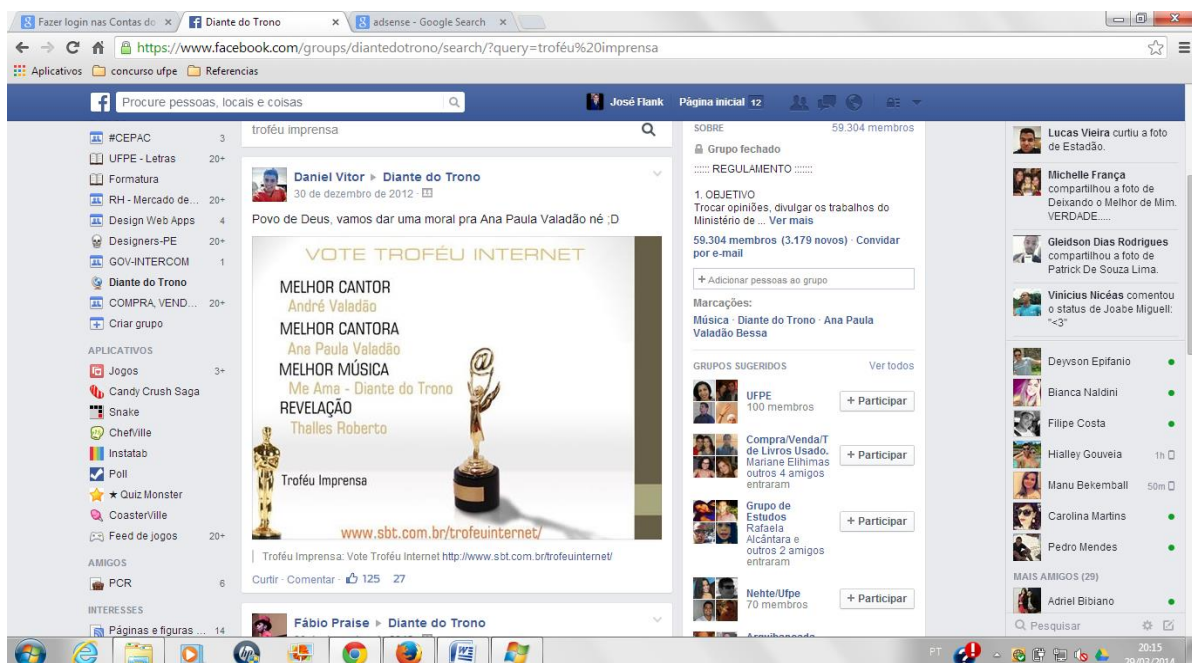 Fazer login nas Contas do
Diante do Trono
adsense - Google Search
https://www.facebook.com/groups/diantedotrono/search/?query=troféu%20imprensa
Aplicativos concurso ufpe Referencias
Procure pessoas, locais e coisas
José Flank Página inicial 12
#CEPAC 3
UFPE - Letras 20+
Formatura
RH - Mercado de... 20+
Design Web Apps 4
Designers-PE 20+
GOV-INTERCOM 1
Diante do Trono
COMPRA, VEND... 20+
Criar grupo
APLICATIVOS
Jogos 3+
Candy Crush Saga
Snake
ChefVille
Instatab
Poll
★ Quiz Monster
CoasterVille
Feed de jogos 20+
AMIGOS
PCR 6
INTERESSES
Páginas e figuras ... 14
troféu imprensa
Daniel Vitor ▸ Diante do Trono
30 de dezembro de 2012 ·
Povo de Deus, vamos dar uma moral pra Ana Paula Valadão né ;D
VOTE TROFÉU INTERNET
MELHOR CANTOR
André Valadão
MELHOR CANTORA
Ana Paula Valadão
MELHOR MÚSICA
Me Ama - Diante do Trono
REVELAÇÃO
Thalles Roberto
Troféu Imprensa
www.sbt.com.br/trofeuinternet/
Troféu Imprensa: Vote Troféu Internet http://www.sbt.com.br/trofeuinternet/
Curtir · Comentar · 125 27
Fábio Praise ▸ Diante do Trono
SOBRE 59.304 membros
Grupo fechado
:::::: REGULAMENTO :::::::
1. OBJETIVO
Trocar opiniões, divulgar os trabalhos do
Ministério de ... Ver mais
59.304 membros (3.179 novos) · Convidar
por e-mail
+ Adicionar pessoas ao grupo
Marcações:
Música · Diante do Trono · Ana Paula
Valadão Bessa
GRUPOS SUGERIDOS Ver todos
UFPE
100 membros
+ Participar
Compra/Venda/T
de Livros Usado.
Mariane Elihimas
outros 4 amigos
entraram
+ Participar
Grupo de
Estudos
Rafaela
Alcântara e
outros 2 amigos
entraram
+ Participar
Nehte/Ufpe
70 membros
+ Participar
Lucas Vieira curtiu a foto
de Estadão.
Michelle França
compartilhou a foto de
Deixando o Melhor de Mim.
VERDADE.....
Gleidson Dias Rodrigues
compartilhou a foto de
Patrick De Souza Lima.
Vinícius Nicéas comentou
o status de Joabe Miguell:
"<3"
Deyvson Epifanio
Bianca Naldini
Filipe Costa
Hialley Gouveia 1h
Manu Bekemball 50m
Carolina Martins
Pedro Mendes
MAIS AMIGOS (29)
Adriel Bibiano
Pesquisar
PT
20:15
29/03/2014